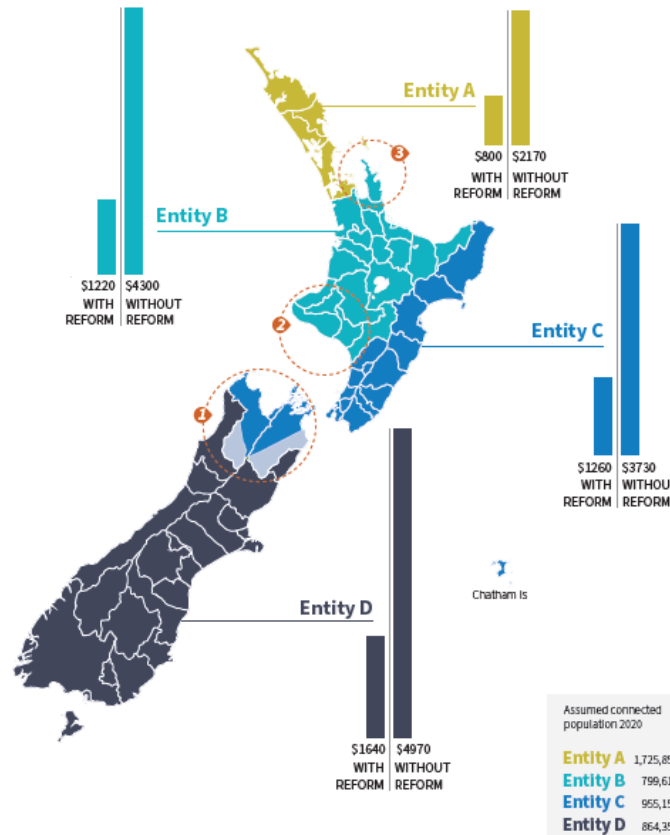 Entity A
3
$800
WITH
REFORM
$2170
WITHOUT
REFORM
Entity B
$1220
WITH
REFORM
$4300
WITHOUT
REFORM
2
Entity C
$1260
WITH
REFORM
$3730
REFORM
1
Chatham Is
Entity D
$1640
WITH
REFORM
$4970
WITHOUT
REFORM
Assumed connected
population 2020
Entity A
Entity B
Entity C
Entity D